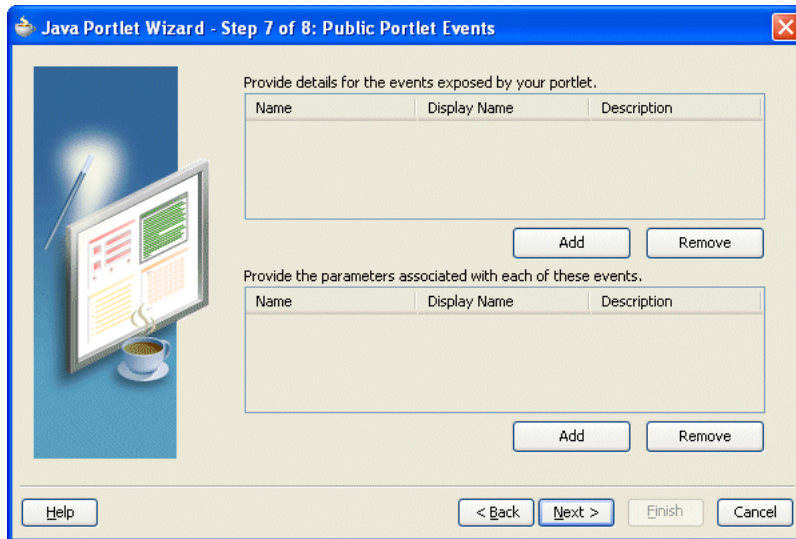 Java Portlet Wizard - Step 7 of 8: Public Portlet Events
Provide details for the events exposed by your portlet.
Name Display Name Description
Add Remove
Provide the parameters associated with each of these events.
Name Display Name Description
Add Remove
Help < Back Next > Finish Cancel